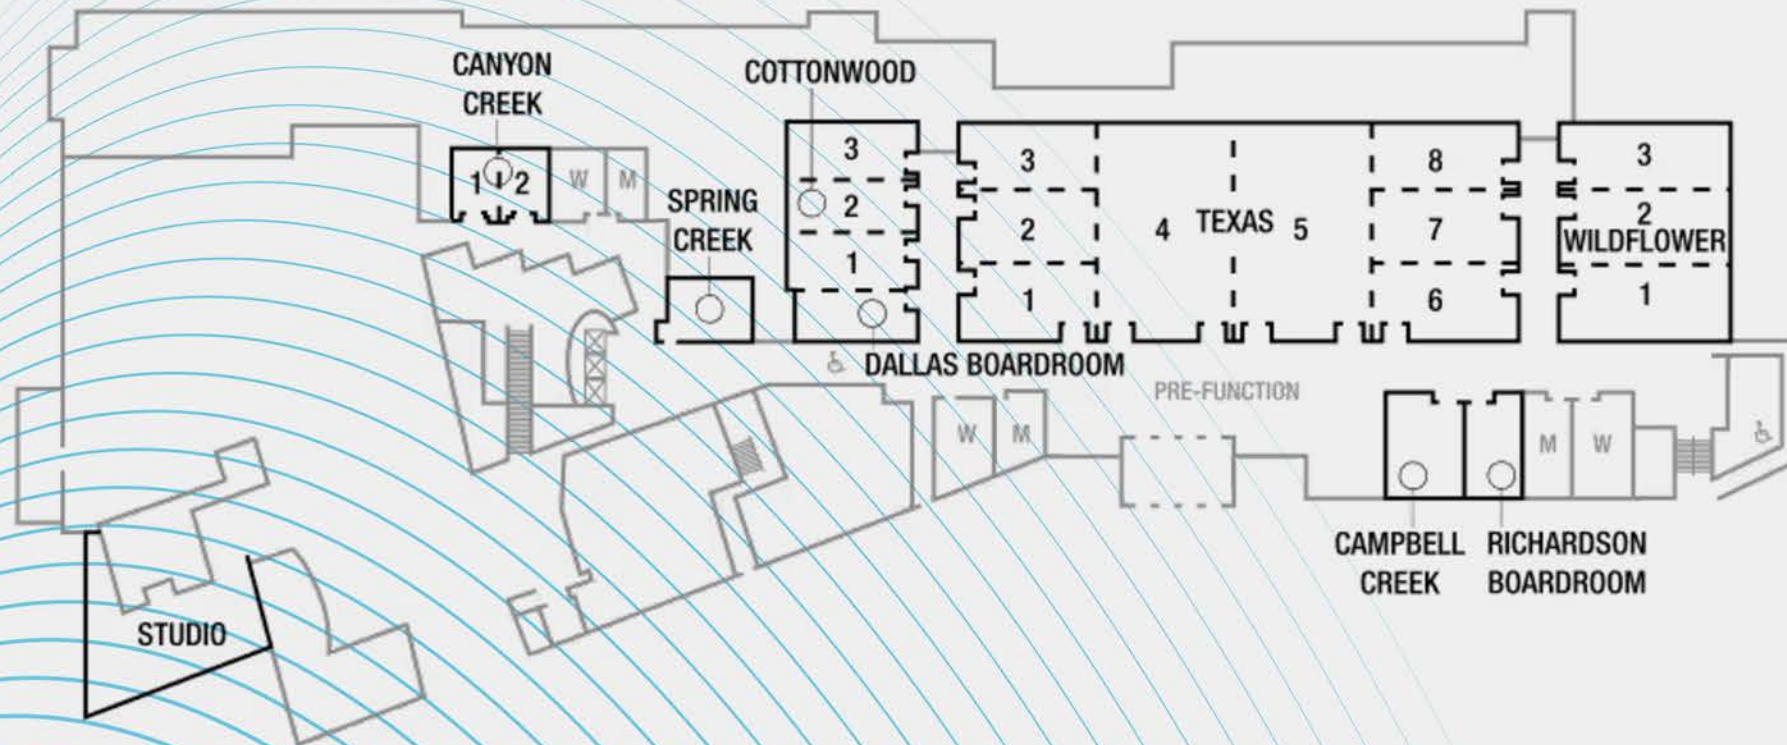 CANYON
CREEK
COTTONWOOD
1 2
W
M
SPRING
CREEK
3
2
1
DALLAS BOARDROOM
3
2
1
4
TEXAS
5
8
7
6
3
2
WILDFLOWER
1
PRE-FUNCTION
W
M
M
W
CAMPBELL
CREEK
RICHARDSON
BOARDROOM
STUDIO